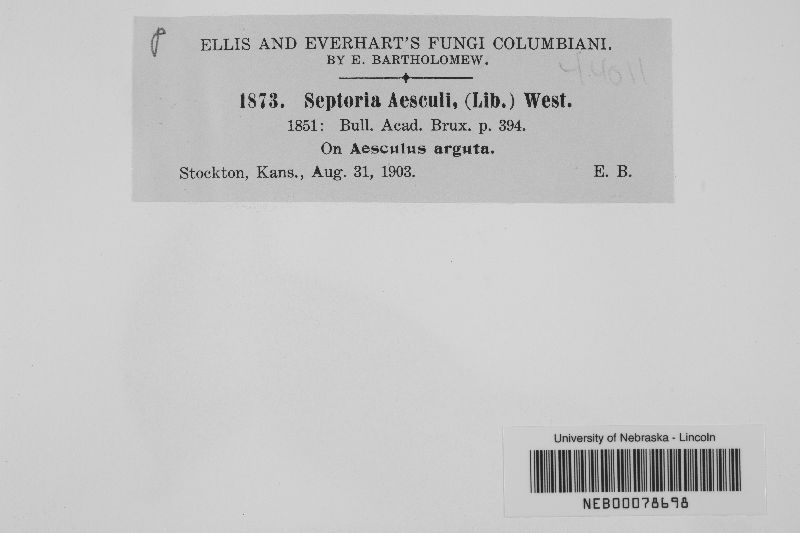 ELLIS AND EVERHART'S FUNGI COLUMBIANI.
BY E. BARTHOLOMEW.
44011
1873. Septoria Aesculi, (Lib.) West.
1851: Bull. Acad. Brux. p. 394.
On Aesculus arguta.
Stockton, Kans., Aug. 31, 1903. E. B.
University of Nebraska - Lincoln
NEB00078698